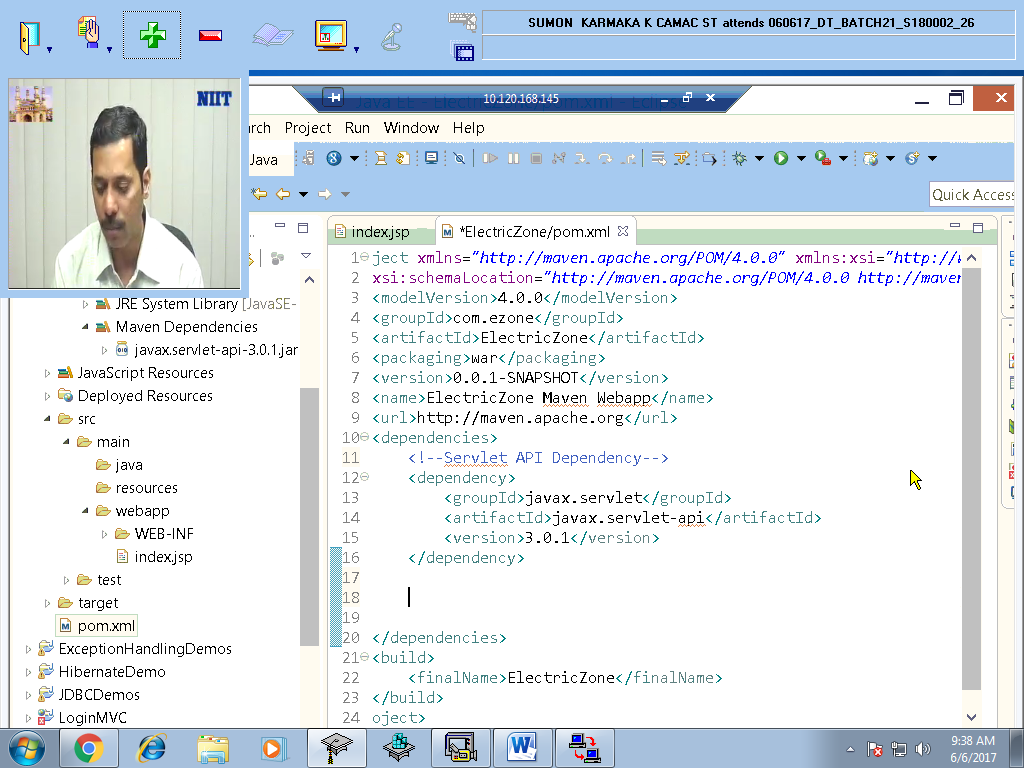 SUMON KARMAKA K CAMAC ST attends 060617_DT_BATCH21_S180002_26
NIIT
10.120.168.145
rch Project Run Window Help
Java
Quick Access
index.jsp
*ElectricZone/pom.xml
JRE System Library [JavaSE-
Maven Dependencies
javax.servlet-api-3.0.1.jar
JavaScript Resources
Deployed Resources
src
main
java
resources
webapp
WEB-INF
index.jsp
test
target
pom.xml
ExceptionHandlingDemos
HibernateDemo
JDBCDemos
LoginMVC
1 ject xmlns="http://maven.apache.org/POM/4.0.0" xmlns:xsi="http://
2 xsi:schemaLocation="http://maven.apache.org/POM/4.0.0 http://maven
3 <modelVersion>4.0.0</modelVersion>
4 <groupId>com.ezone</groupId>
5 <artifactId>ElectricZone</artifactId>
6 <packaging>war</packaging>
7 <version>0.0.1-SNAPSHOT</version>
8 <name>ElectricZone Maven Webapp</name>
9 <url>http://maven.apache.org</url>
10 <dependencies>
11 <!--Servlet API Dependency-->
12 <dependency>
13 <groupId>javax.servlet</groupId>
14 <artifactId>javax.servlet-api</artifactId>
15 <version>3.0.1</version>
16 </dependency>
17
18
19
20 </dependencies>
21 <build>
22 <finalName>ElectricZone</finalName>
23 </build>
24 oject>
9:38 AM
6/6/2017